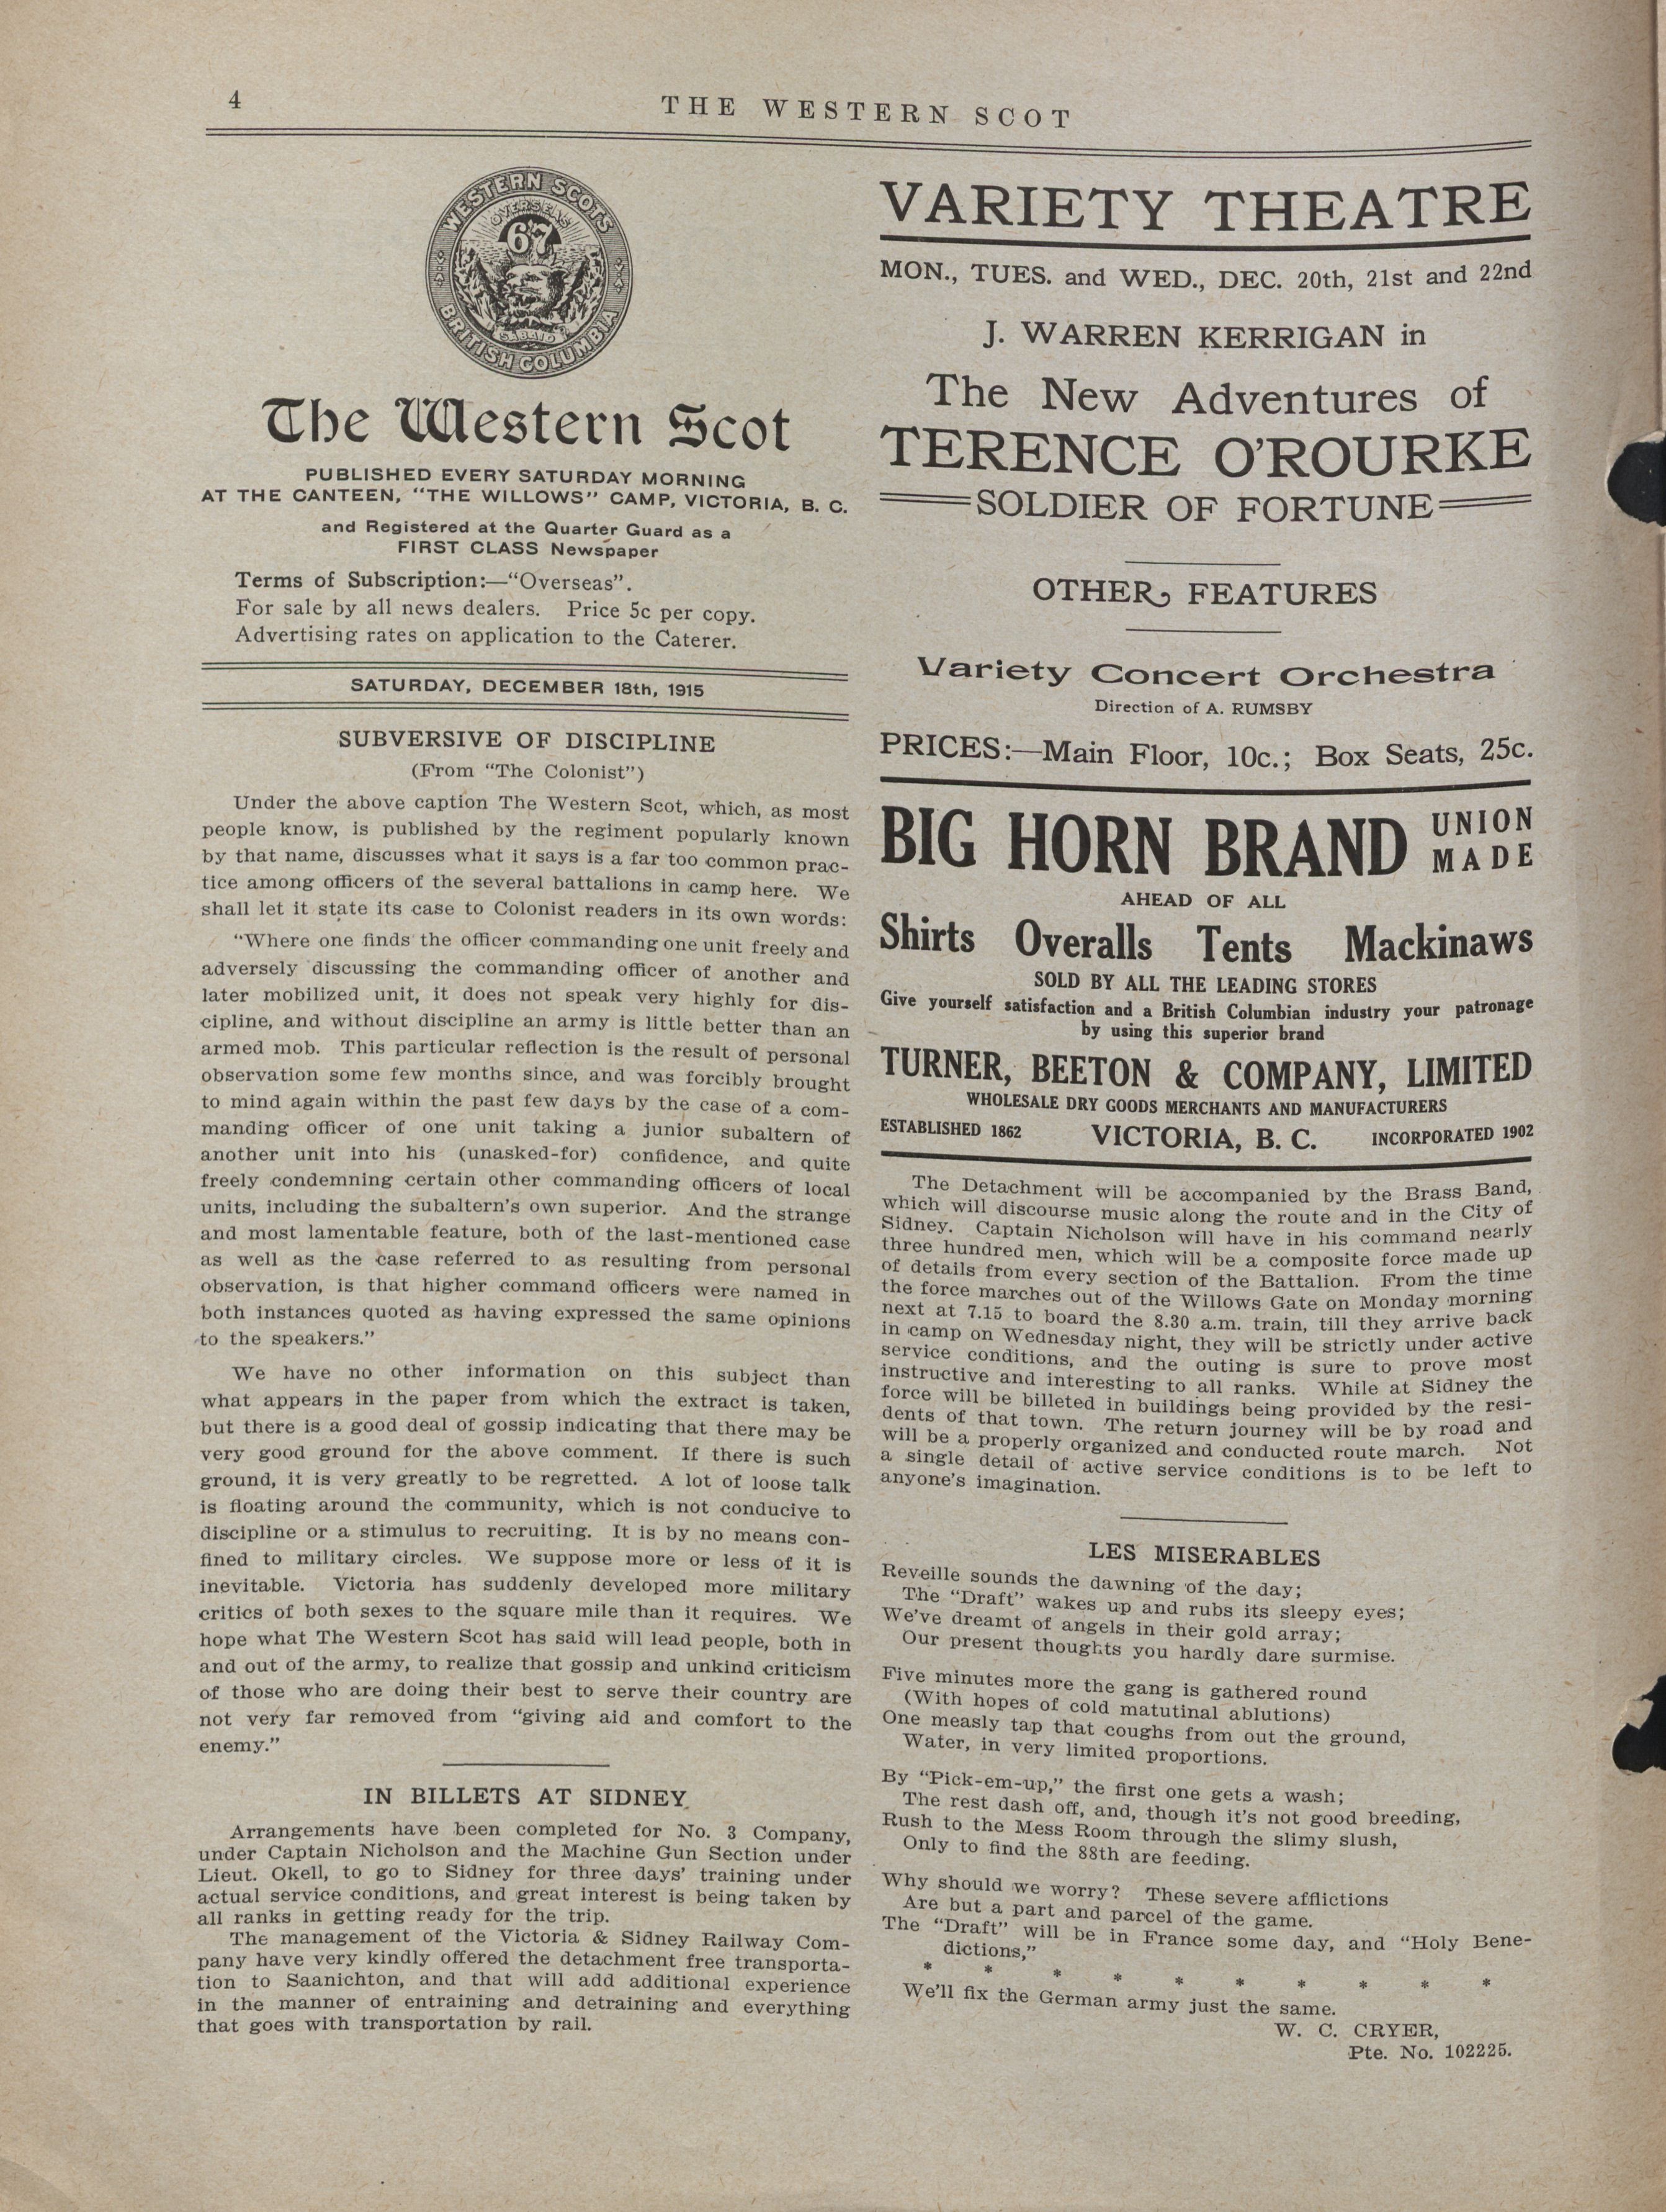 4
THE WESTERN SCOT
WESTERN SCOTS
OVERSEAS
67
BRITISH COLUMBIA
The Western Scot
PUBLISHED EVERY SATURDAY MORNING
AT THE CANTEEN, "THE WILLOWS" CAMP, VICTORIA, B. C.
and Registered at the Quarter Guard as a
FIRST CLASS Newspaper
Terms of Subscription:—"Overseas".
For sale by all news dealers. Price 5c per copy.
Advertising rates on application to the Caterer.
SATURDAY, DECEMBER 18th, 1915
SUBVERSIVE OF DISCIPLINE
(From "The Colonist")
Under the above caption The Western Scot, which, as most
people know, is published by the regiment popularly known
by that name, discusses what it says is a far too common prac-
tice among officers of the several battalions in camp here. We
shall let it state its case to Colonist readers in its own words:
"Where one finds the officer commanding one unit freely and
adversely discussing the commanding officer of another and
later mobilized unit, it does not speak very highly for dis-
cipline, and without discipline an army is little better than an
armed mob. This particular reflection is the result of personal
observation some few months since, and was forcibly brought
to mind again within the past few days by the case of a com-
manding officer of one unit taking a junior subaltern of
another unit into his (unasked-for) confidence, and quite
freely condemning certain other commanding officers of local
units, including the subaltern's own superior. And the strange
and most lamentable feature, both of the last-mentioned case
as well as the case referred to as resulting from personal
observation, is that higher command officers were named in
both instances quoted as having expressed the same opinions
to the speakers."
We have no other information on this subject than
what appears in the paper from which the extract is taken,
but there is a good deal of gossip indicating that there may be
very good ground for the above comment. If there is such
ground, it is very greatly to be regretted. A lot of loose talk
is floating around the community, which is not conducive to
discipline or a stimulus to recruiting. It is by no means con-
fined to military circles. We suppose more or less of it is
inevitable. Victoria has suddenly developed more military
critics of both sexes to the square mile than it requires. We
hope what The Western Scot has said will lead people, both in
and out of the army, to realize that gossip and unkind criticism
of those who are doing their best to serve their country are
not very far removed from "giving aid and comfort to the
enemy."
IN BILLETS AT SIDNEY
Arrangements have been completed for No. 3 Company,
under Captain Nicholson and the Machine Gun Section under
Lieut. Okell, to go to Sidney for three days' training under
actual service conditions, and great interest is being taken by
all ranks in getting ready for the trip.
The management of the Victoria & Sidney Railway Com-
pany have very kindly offered the detachment free transporta-
tion to Saanichton, and that will add additional experience
in the manner of entraining and detraining and everything
that goes with transportation by rail.
VARIETY THEATRE
MON., TUES. and WED., DEC. 20th, 21st and 22nd
J. WARREN KERRIGAN in
The New Adventures of
TERENCE O'ROURKE
SOLDIER OF FORTUNE
OTHER FEATURES
Variety Concert Orchestra
Direction of A. RUMSBY
PRICES:—Main Floor, 10c.; Box Seats, 25c.
BIG HORN BRAND UNION
MADE
AHEAD OF ALL
Shirts Overalls Tents Mackinaws
SOLD BY ALL THE LEADING STORES
Give yourself satisfaction and a British Columbian industry your patronage
by using this superior brand
TURNER, BEETON & COMPANY, LIMITED
WHOLESALE DRY GOODS MERCHANTS AND MANUFACTURERS
ESTABLISHED 1862 VICTORIA, B. C. INCORPORATED 1902
The Detachment will be accompanied by the Brass Band,
which will discourse music along the route and in the City of
Sidney. Captain Nicholson will have in his command nearly
three hundred men, which will be a composite force made up
of details from every section of the Battalion. From the time
the force marches out of the Willows Gate on Monday morning
next at 7.15 to board the 8.30 a.m. train, till they arrive back
in camp on Wednesday night, they will be strictly under active
service conditions, and the outing is sure to prove most
instructive and interesting to all ranks. While at Sidney the
force will be billeted in buildings being provided by the resi-
dents of that town. The return journey will be by road and
will be a properly organized and conducted route march. Not
a single detail of active service conditions is to be left to
anyone's imagination.
LES MISERABLES
Reveille sounds the dawning of the day;
The "Draft" wakes up and rubs its sleepy eyes;
We've dreamt of angels in their gold array;
Our present thoughts you hardly dare surmise.
Five minutes more the gang is gathered round
(With hopes of cold matutinal ablutions)
One measly tap that coughs from out the ground,
Water, in very limited proportions.
By "Pick-em-up," the first one gets a wash;
The rest dash off, and, though it's not good breeding,
Rush to the Mess Room through the slimy slush,
Only to find the 88th are feeding.
Why should we worry? These severe afflictions
Are but a part and parcel of the game.
The "Draft" will be in France some day, and "Holy Bene-
dictions,"
* * * * * * * * * *
We'll fix the German army just the same.
W. C. CRYER,
Pte. No. 102225.